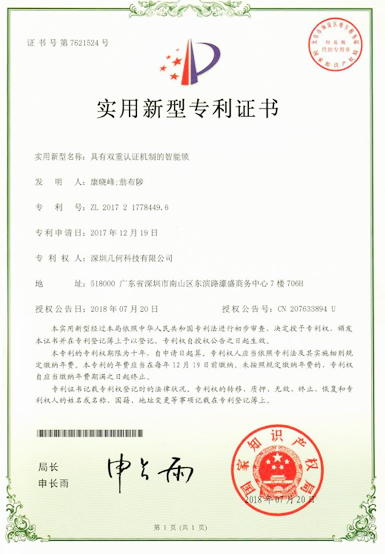 证书号第7621524号
实用新型专利证书
实用新型名称：具有双重认证机制的智能锁
发 明 人：康晓峰;翁布陟
专 利 号：ZL 2017 2 1778449.6
专利申请日：2017年12月19日
专 利 权 人：深圳几何科技有限公司
地 址：518000 广东省深圳市南山区东滨路濠盛商务中心7楼706B
授权公告日：2018年07月20日 授权公告号：CN 207633894 U
本实用新型经过本局依照中华人民共和国专利法进行初步审查，决定授予专利权，颁发
本证书并在专利登记簿上予以登记。专利权自授权公告之日起生效。
本专利的专利权期限为十年，自申请日起算。专利权人应当依照专利法及其实施细则规
定缴纳年费。本专利的年费应当在每年12月19日前缴纳。未按照规定缴纳年费的，专利权
自应当缴纳年费期满之日起终止。
专利证书记载专利权登记时的法律状况。专利权的转移、质押、无效、终止、恢复和专
利权人的姓名或名称、国籍、地址变更等事项记载在专利登记簿上。
局长
申长雨
申长雨
国家知识产权局
2018年07月20日
第1页(共1页)